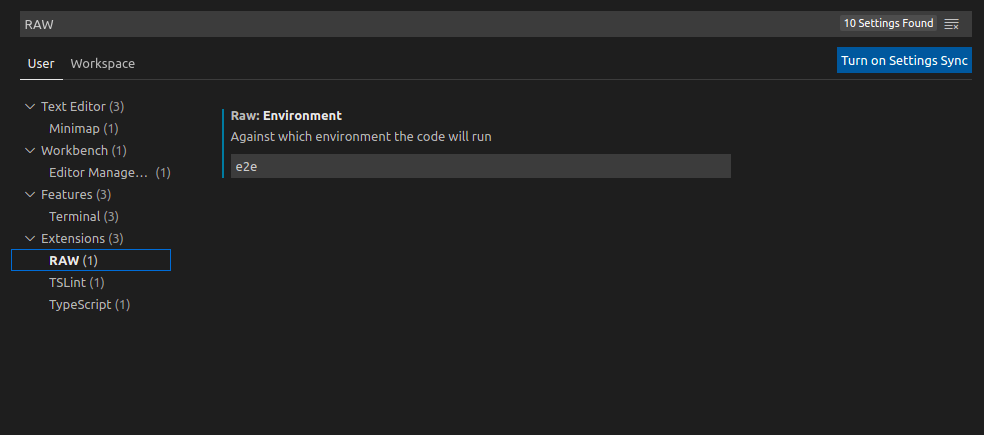 RAW
10 Settings Found
User Workspace
Turn on Settings Sync
Text Editor (3)
Minimap (1)
Workbench (1)
Editor Manage... (1)
Features (3)
Terminal (3)
Extensions (3)
RAW (1)
TSLint (1)
TypeScript (1)
Raw: Environment
Against which environment the code will run
e2e